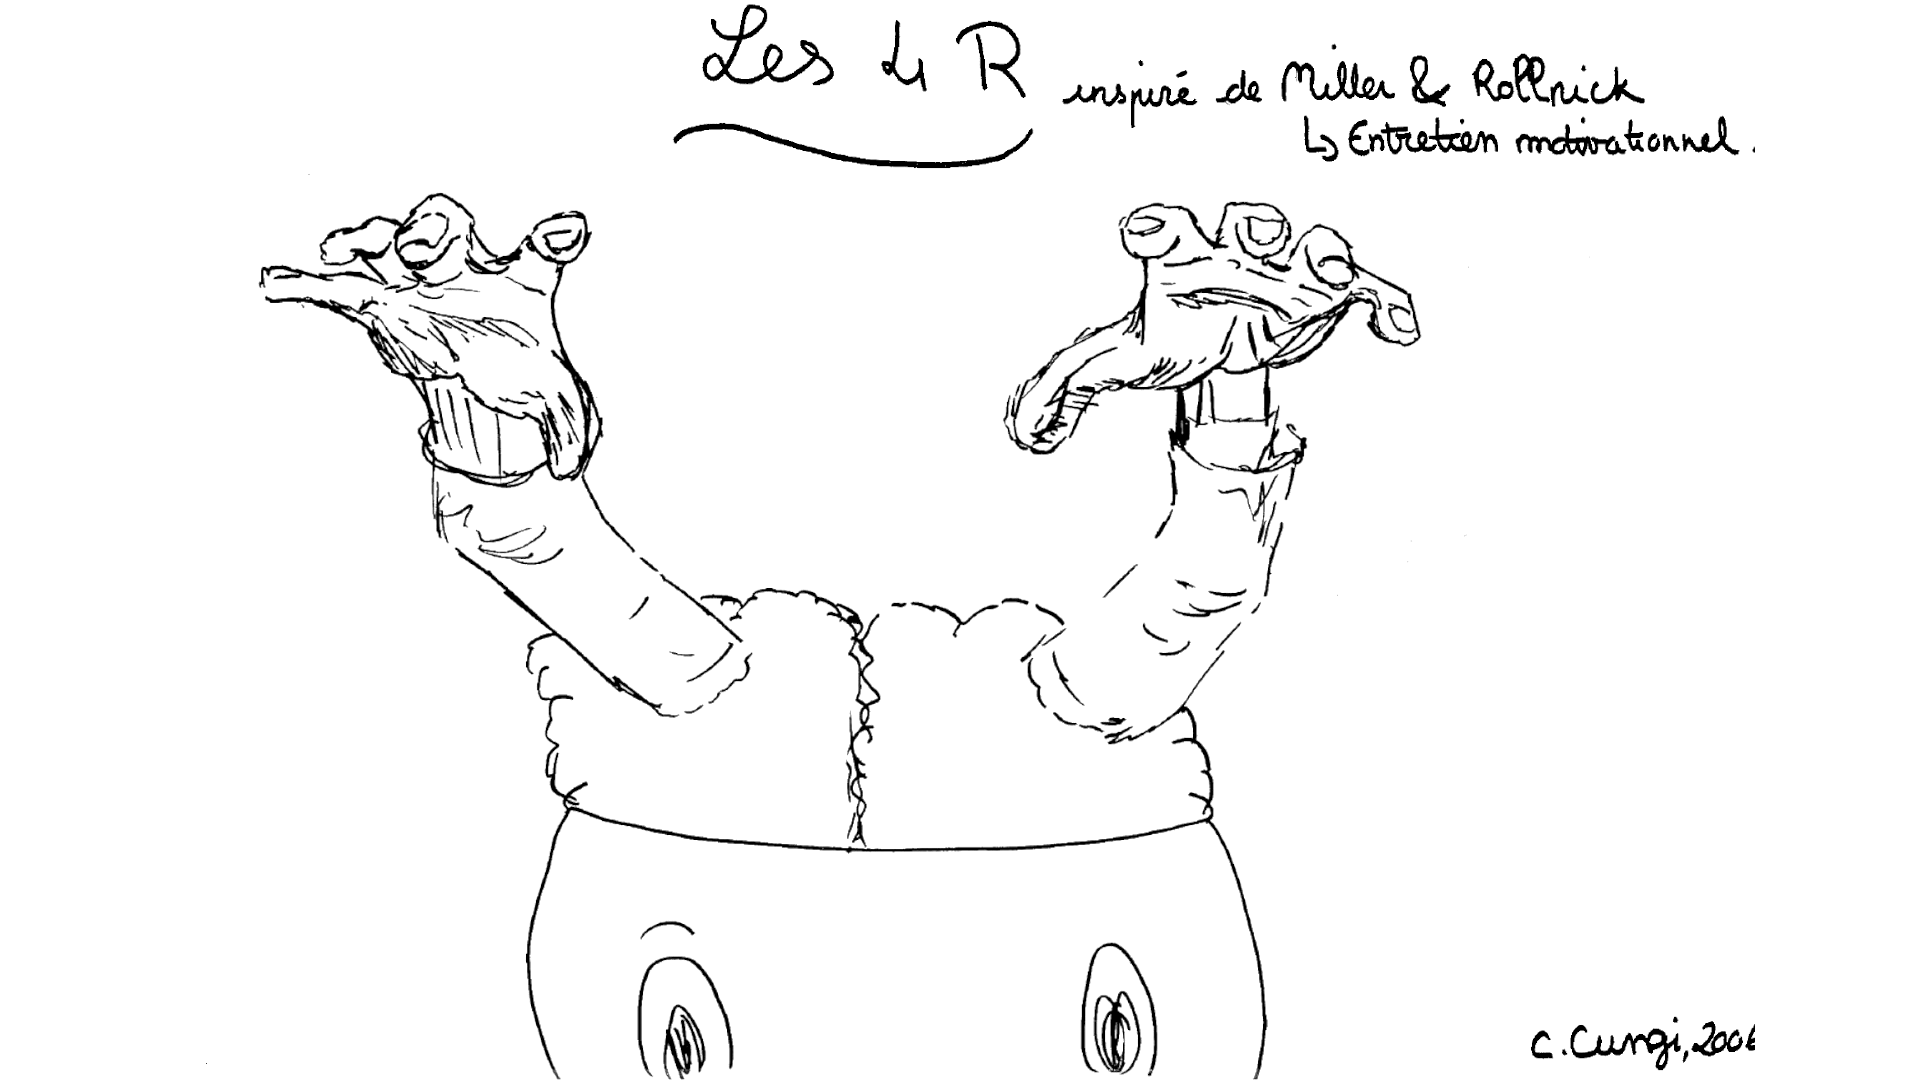 Les 4 R inspiré de Miller & Rollnick
↳ Entretien motivationnel.
C. Cungi, 2006